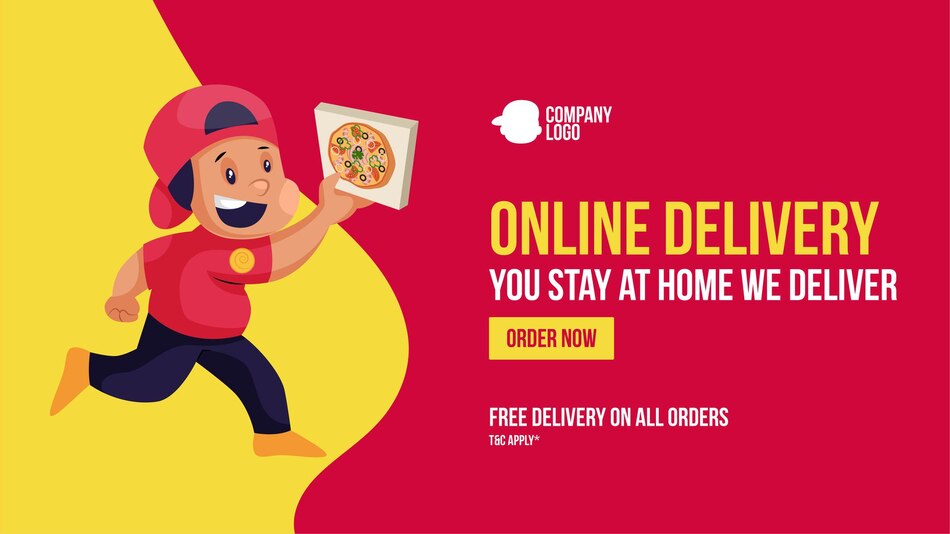 COMPANY
LOGO
ONLINE DELIVERY
YOU STAY AT HOME WE DELIVER
ORDER NOW
FREE DELIVERY ON ALL ORDERS
T&C APPLY*